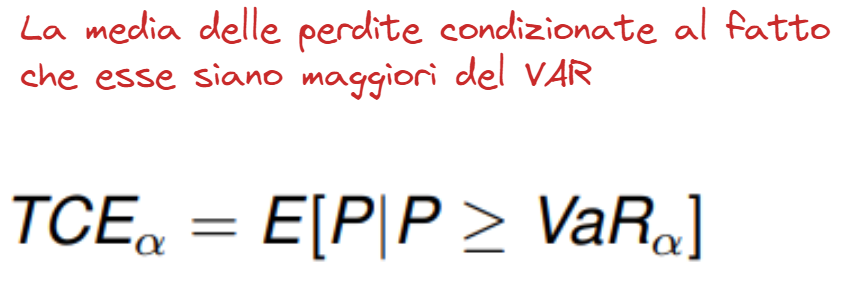 La media delle perdite condizionate al fatto
che esse siano maggiori del VAR
TCE_α = E[P|P ≥ VaR_α]